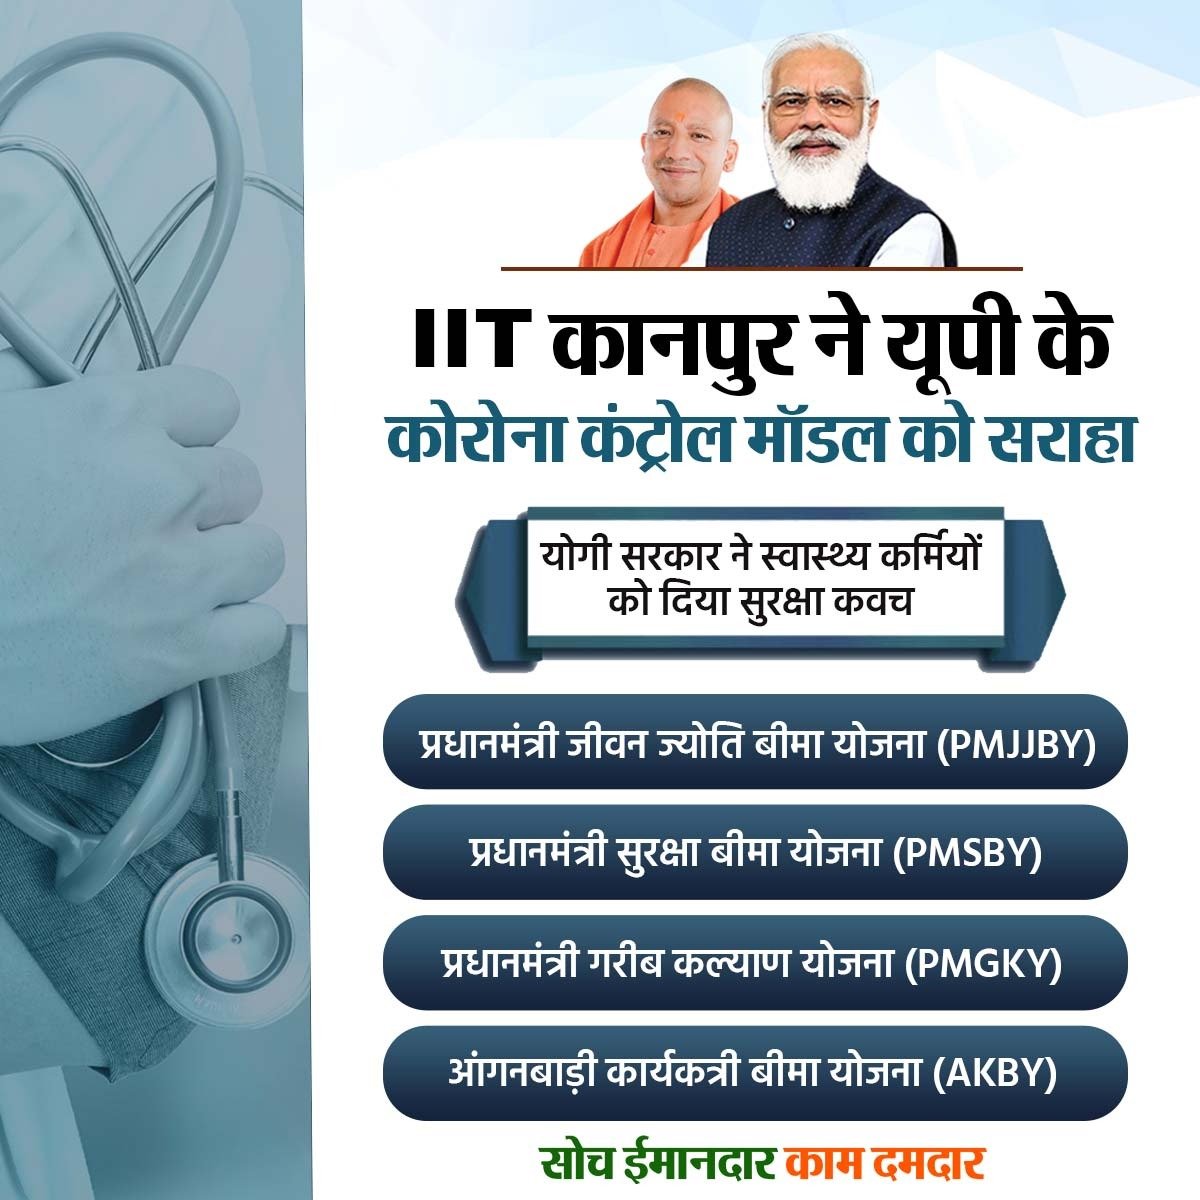 IIT कानपुर ने यूपी के
कोरोना कंट्रोल मॉडल को सराहा
योगी सरकार ने स्वास्थ्य कर्मियों
को दिया सुरक्षा कवच
प्रधानमंत्री जीवन ज्योति बीमा योजना (PMJJBY)
प्रधानमंत्री सुरक्षा बीमा योजना (PMSBY)
प्रधानमंत्री गरीब कल्याण योजना (PMGKY)
आंगनबाड़ी कार्यकत्री बीमा योजना (AKBY)
सोच ईमानदार काम दमदार